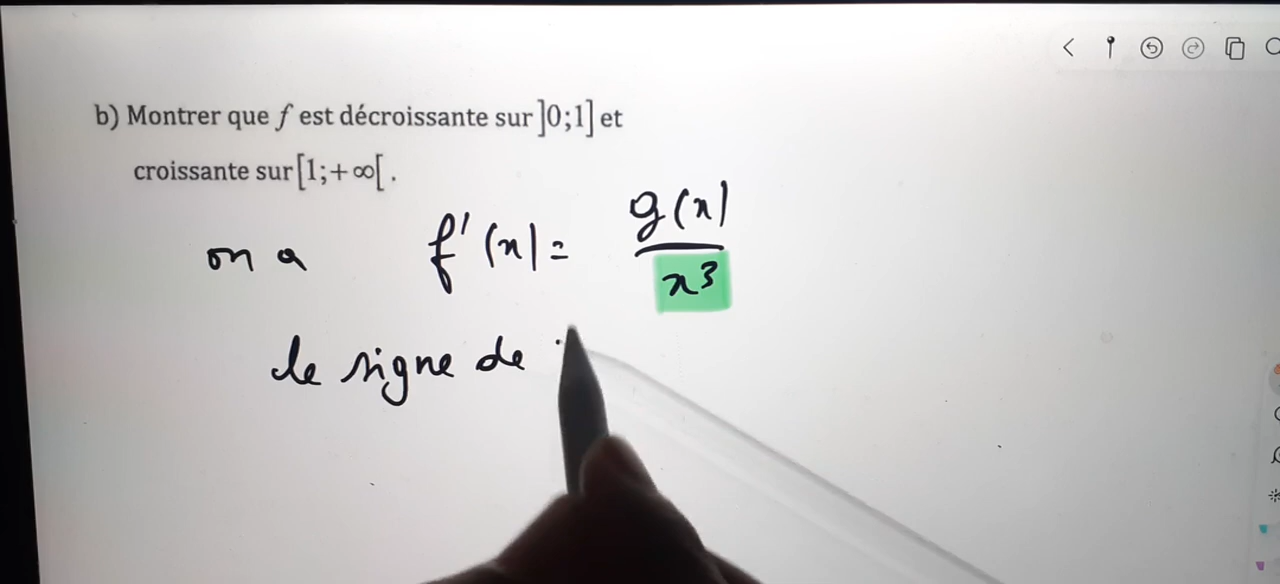 b) Montrer que f est décroissante sur ]0;1] et
croissante sur [1;+∞[ .
on a f'(x) = g(x)/x³
le signe de